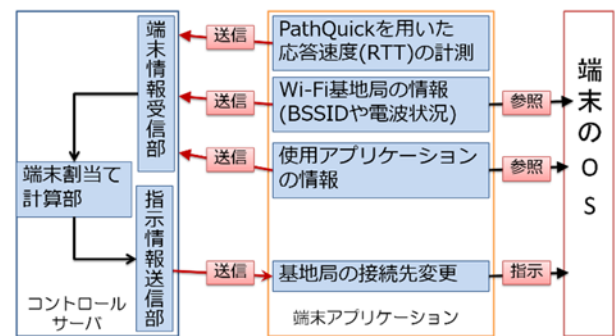 端末情報受信部
端末割当て
計算部
指示情報送信部
コントロール
サーバ
送信
送信
送信
送信
PathQuickを用いた
応答速度(RTT)の計測
Wi-Fi基地局の情報
(BSSIDや電波状況)
使用アプリケーション
の情報
基地局の接続先変更
端末アプリケーション
参照
参照
指示
端末のOS